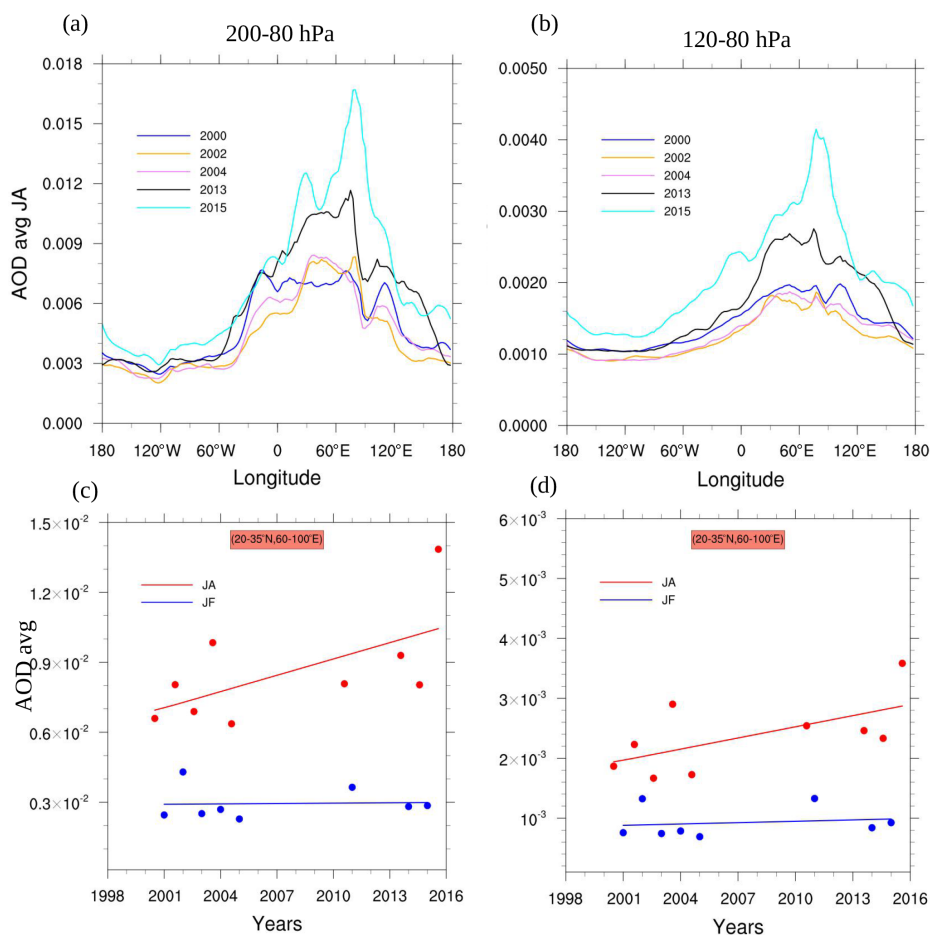 (a)
200-80 hPa
0.018
0.015
0.012
0.009
0.006
0.003
0.000
AOD avg JA
2000
2002
2004
2013
2015
180 120°W 60°W 0 60°E 120°E 180
Longitude
(b)
120-80 hPa
0.0050
0.0040
0.0030
0.0020
0.0010
0.0000
2000
2002
2004
2013
2015
180 120°W 60°W 0 60°E 120°E 180
Longitude
(c)
1.5×10⁻²
1.2×10⁻²
0.9×10⁻²
0.6×10⁻²
0.3×10⁻²
AOD avg
(20-35°N,60-100°E)
JA
JF
1998 2001 2004 2007 2010 2013 2016
Years
(d)
6×10⁻³
5×10⁻³
4×10⁻³
3×10⁻³
2×10⁻³
10⁻³
(20-35°N,60-100°E)
JA
JF
1998 2001 2004 2007 2010 2013 2016
Years